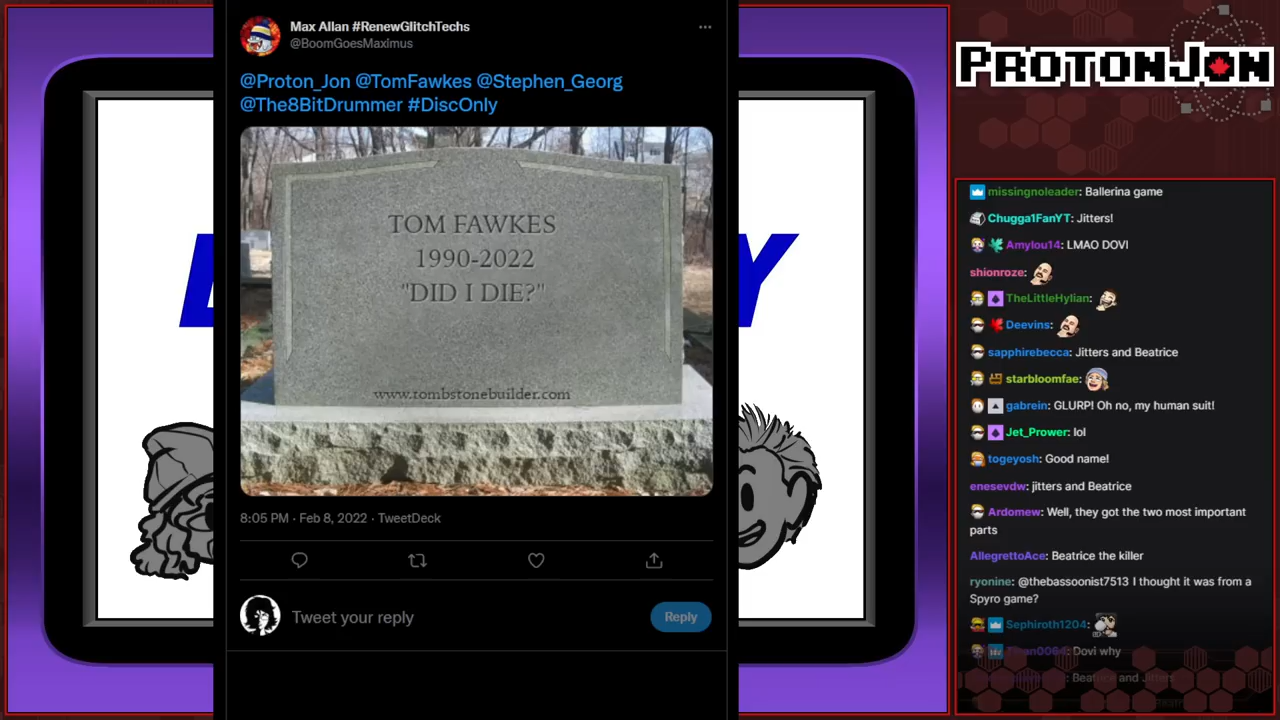 Max Allan #RenewGlitchTechs
@BoomGoesMaximus
@Proton_Jon @TomFawkes @Stephen_Georg
@The8BitDrummer #DiscOnly
TOM FAWKES
1990-2022
"DID I DIE?"
www.tombstonebuilder.com
8:05 PM · Feb 8, 2022 · TweetDeck
Tweet your reply
Reply
Y
PROTONJON
missingnoleader: Ballerina game
Chugga1FanYT: Jitters!
Amylou14: LMAO DOVI
shionroze:
TheLittleHylian:
Deevins:
sapphirebecca: Jitters and Beatrice
starbloomfae:
gabrein: GLURP! Oh no, my human suit!
Jet_Prower: lol
togeyosh: Good name!
enesevdw: jitters and Beatrice
Ardomew: Well, they got the two most important
parts
AllegrettoAce: Beatrice the killer
ryonine: @thebassoonist7513 I thought it was from a
Spyro game?
Sephiroth1204:
Dovi why